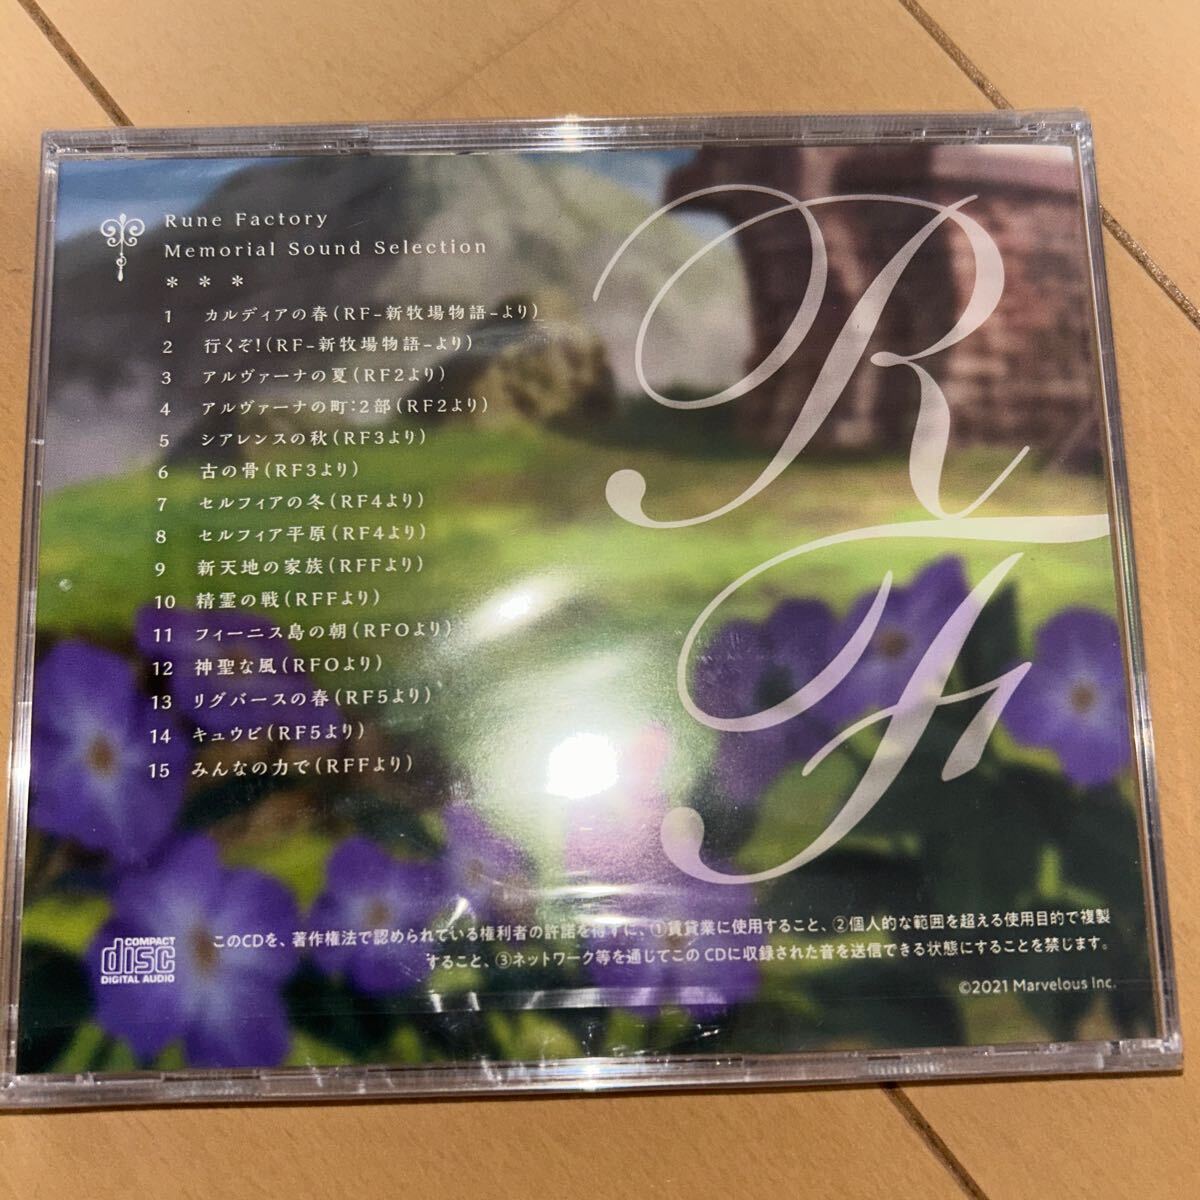 Rune Factory
Memorial Sound Selection
* * *
1 カルディアの春(RF-新牧場物語-より)
2 行くぞ!(RF-新牧場物語-より)
3 アルヴァーナの夏(RF2より)
4 アルヴァーナの町:2部(RF2より)
5 シアレンスの秋(RF3より)
6 古の骨(RF3より)
7 セルフィアの冬(RF4より)
8 セルフィア平原(RF4より)
9 新天地の家族(RFFより)
10 精霊の戦(RFFより)
11 フィーニス島の朝(RFOより)
12 神聖な風(RFOより)
13 リグバースの春(RF5より)
14 キュウビ(RF5より)
15 みんなの力で(RFFより)
RF
COMPACT
disc
DIGITAL AUDIO
このCDを、著作権法で認められている権利者の許諾を得ずに、①賃貸業に使用すること、②個人的な範囲を超える使用目的で複製
すること、③ネットワーク等を通じてこのCDに収録された音を送信できる状態にすることを禁じます。
©2021 Marvelous Inc.